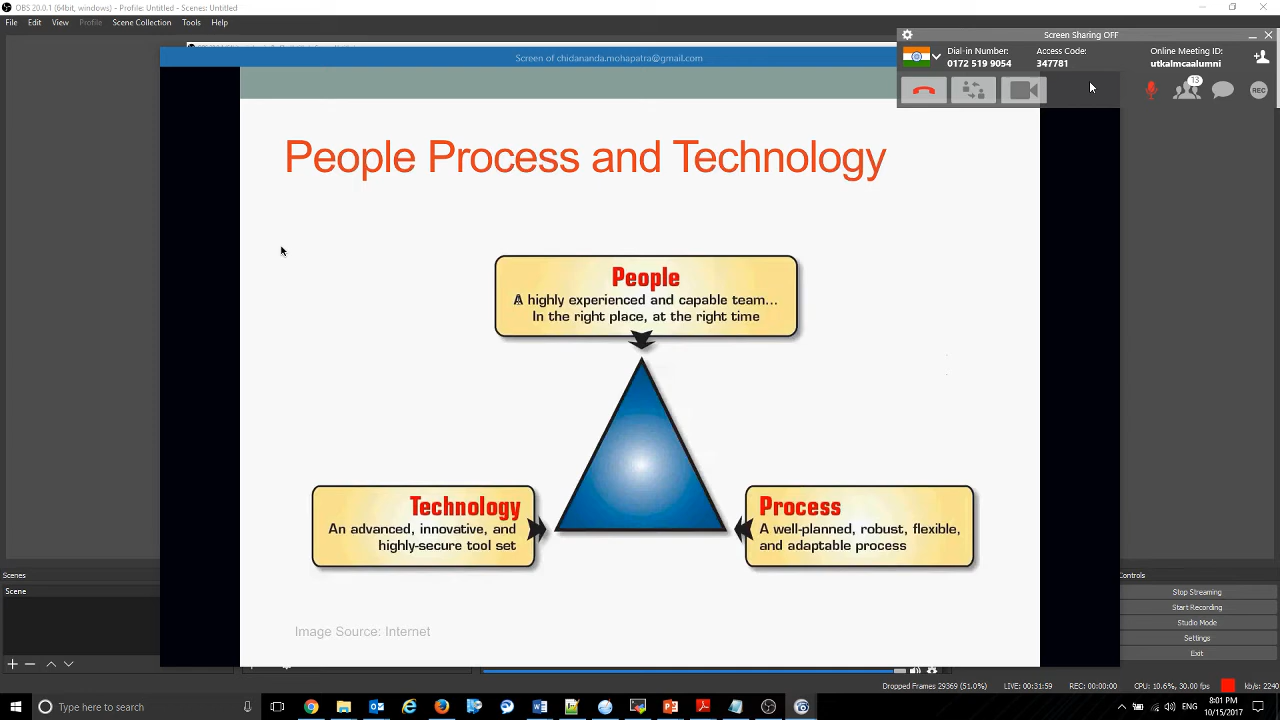 OBS 20.0.1 (64bit, windows) - Profile: Untitled - Scenes: Untitled
File Edit View Profile Scene Collection Tools Help
Screen Sharing OFF
Screen of chidananda.mohapatra@gmail.com
Dial-in Number:
0172 519 9054
Access Code:
347781
Online Meeting ID:
utkalmcaalumni
13
REC
People Process and Technology
People
A highly experienced and capable team...
In the right place, at the right time
Technology
An advanced, innovative, and
highly-secure tool set
Process
A well-planned, robust, flexible,
and adaptable process
Image Source: Internet
Scenes
Scene
Controls
Stop Streaming
Start Recording
Studio Mode
Settings
Exit
Dropped Frames 29369 (51.0%) LIVE: 00:31:59 REC: 00:00:00 CPU: 10.6%, 30.00 fps kb/s: 2240
Type here to search
8:01 PM
10/15/2017